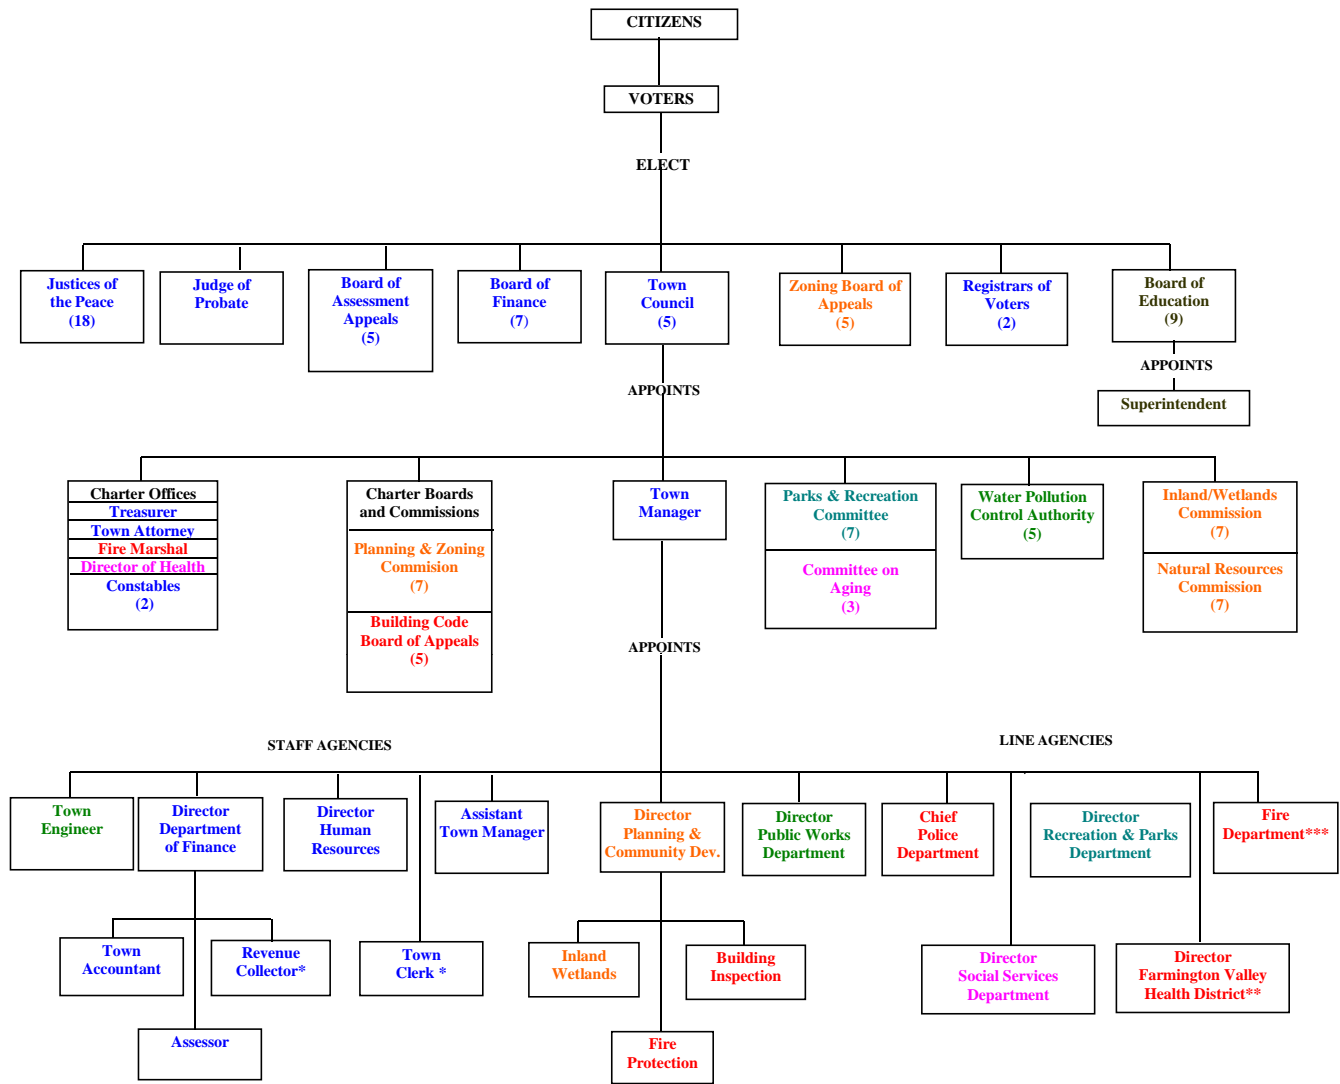 CITIZENS
VOTERS
ELECT
Justices of
the Peace
(18)
Judge of
Probate
Board of
Assessment
Appeals
(5)
Board of
Finance
(7)
Town
Council
(5)
Zoning Board of
Appeals
(5)
Registrars of
Voters
(2)
Board of
Education
(9)
APPOINTS
Superintendent
APPOINTS
Charter Offices
Treasurer
Town Attorney
Fire Marshal
Director of Health
Constables
(2)
Charter Boards
and Commissions
Planning & Zoning
Commision
(7)
Building Code
Board of Appeals
(5)
Town
Manager
Parks & Recreation
Committee
(7)
Committee on
Aging
(3)
Water Pollution
Control Authority
(5)
Inland/Wetlands
Commission
(7)
Natural Resources
Commission
(7)
APPOINTS
STAFF AGENCIES
LINE AGENCIES
Town
Engineer
Director
Department
of Finance
Director
Human
Resources
Assistant
Town Manager
Director
Planning &
Community Dev.
Director
Public Works
Department
Chief
Police
Department
Director
Recreation & Parks
Department
Fire
Department***
Town
Accountant
Revenue
Collector*
Town
Clerk *
Inland
Wetlands
Building
Inspection
Director
Social Services
Department
Director
Farmington Valley
Health District**
Assessor
Fire
Protection